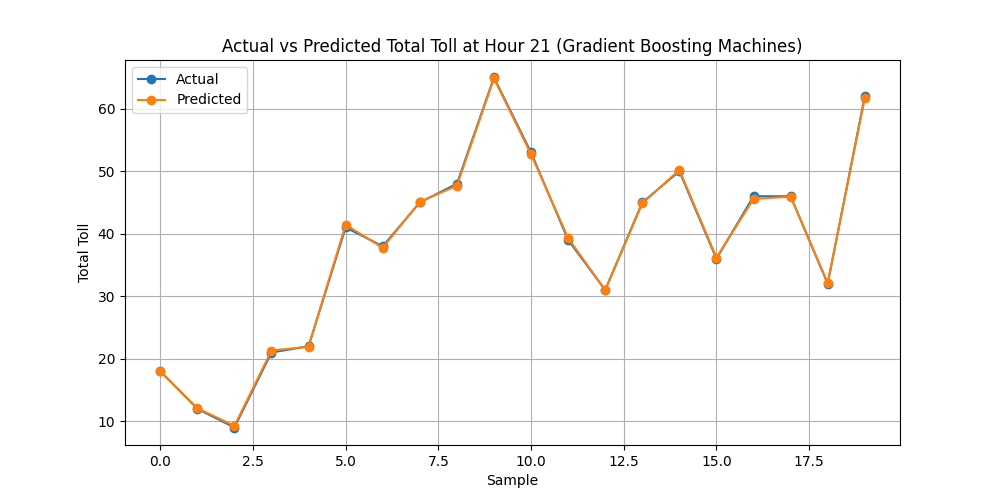 Actual vs Predicted Total Toll at Hour 21 (Gradient Boosting Machines)
Actual
Predicted
60
50
40
30
20
10
Total Toll
0.0 2.5 5.0 7.5 10.0 12.5 15.0 17.5
Sample